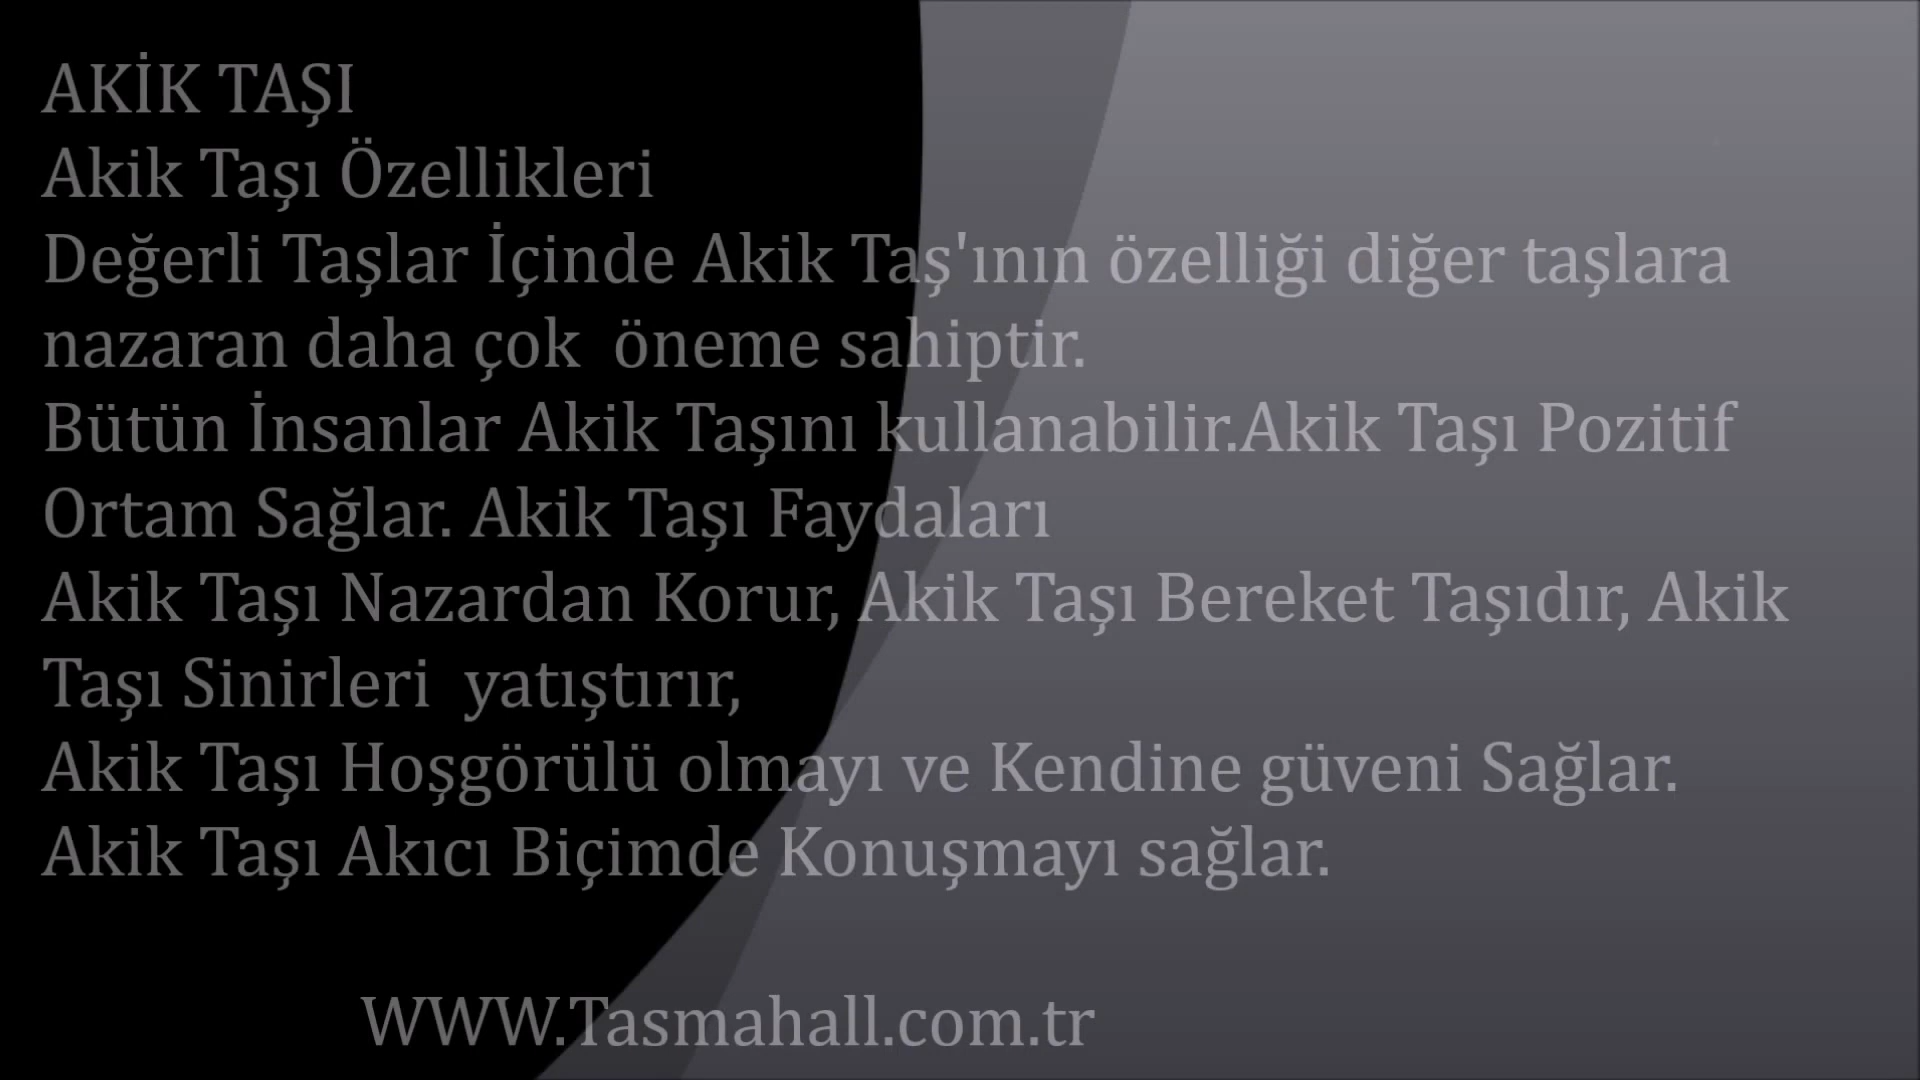 AKİK TAŞI
Akik Taşı Özellikleri
Değerli Taşlar İçinde Akik Taş'ının özelliği diğer taşlara
nazaran daha çok  öneme sahiptir.
Bütün İnsanlar Akik Taşını kullanabilir.Akik Taşı Pozitif
Ortam Sağlar. Akik Taşı Faydaları
Akik Taşı Nazardan Korur, Akik Taşı Bereket Taşıdır, Akik
Taşı Sinirleri  yatıştırır,
Akik Taşı Hoşgörülü olmayı ve Kendine güveni Sağlar.
Akik Taşı Akıcı Biçimde Konuşmayı sağlar.
WWW.Tasmahall.com.tr